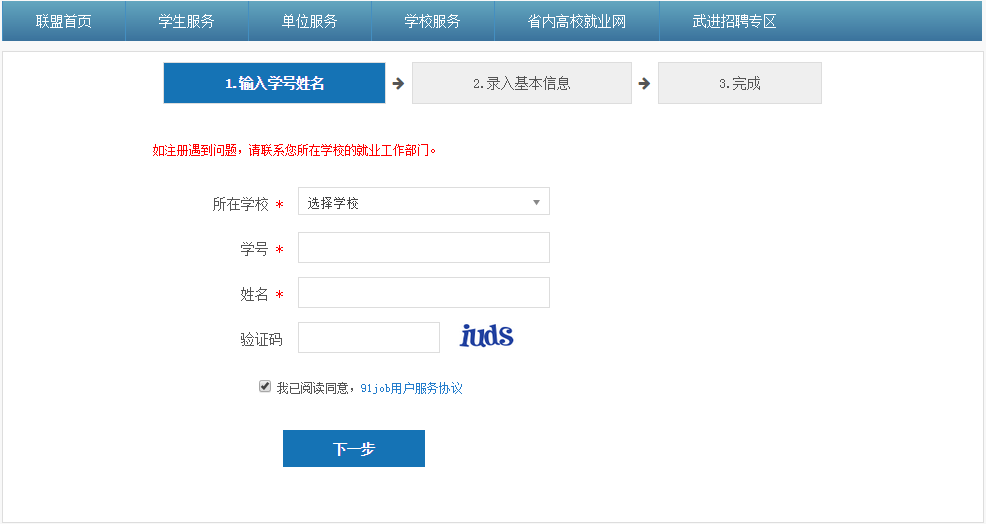 联盟首页 学生服务 单位服务 学校服务 省内高校就业网 武进招聘专区
1.输入学号姓名 2.录入基本信息 3.完成
如注册遇到问题，请联系您所在学校的就业工作部门。
所在学校 * 选择学校
学号 *
姓名 *
验证码 iuds
我已阅读同意，91job用户服务协议
下一步